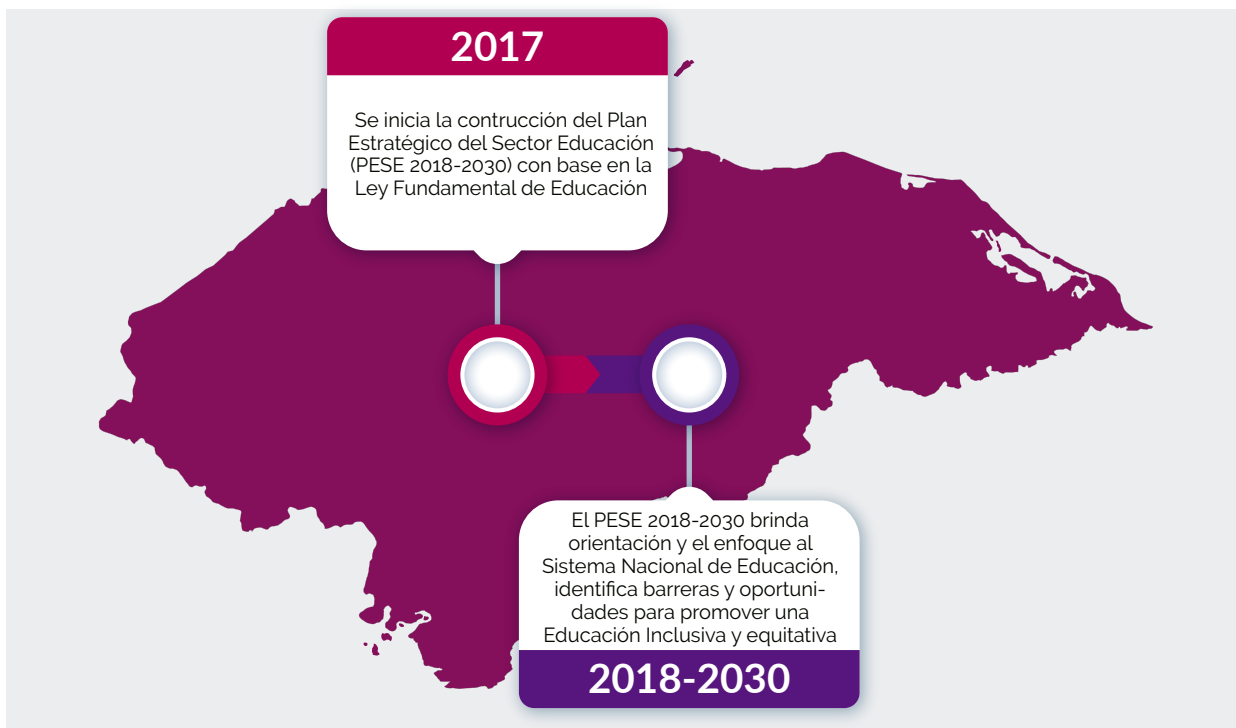 2017
Se inicia la contrucción del Plan
Estratégico del Sector Educación
(PESE 2018-2030) con base en la
Ley Fundamental de Educación
El PESE 2018-2030 brinda
orientación y el enfoque al
Sistema Nacional de Educación,
identifica barreras y oportuni-
dades para promover una
Educación Inclusiva y equitativa
2018-2030